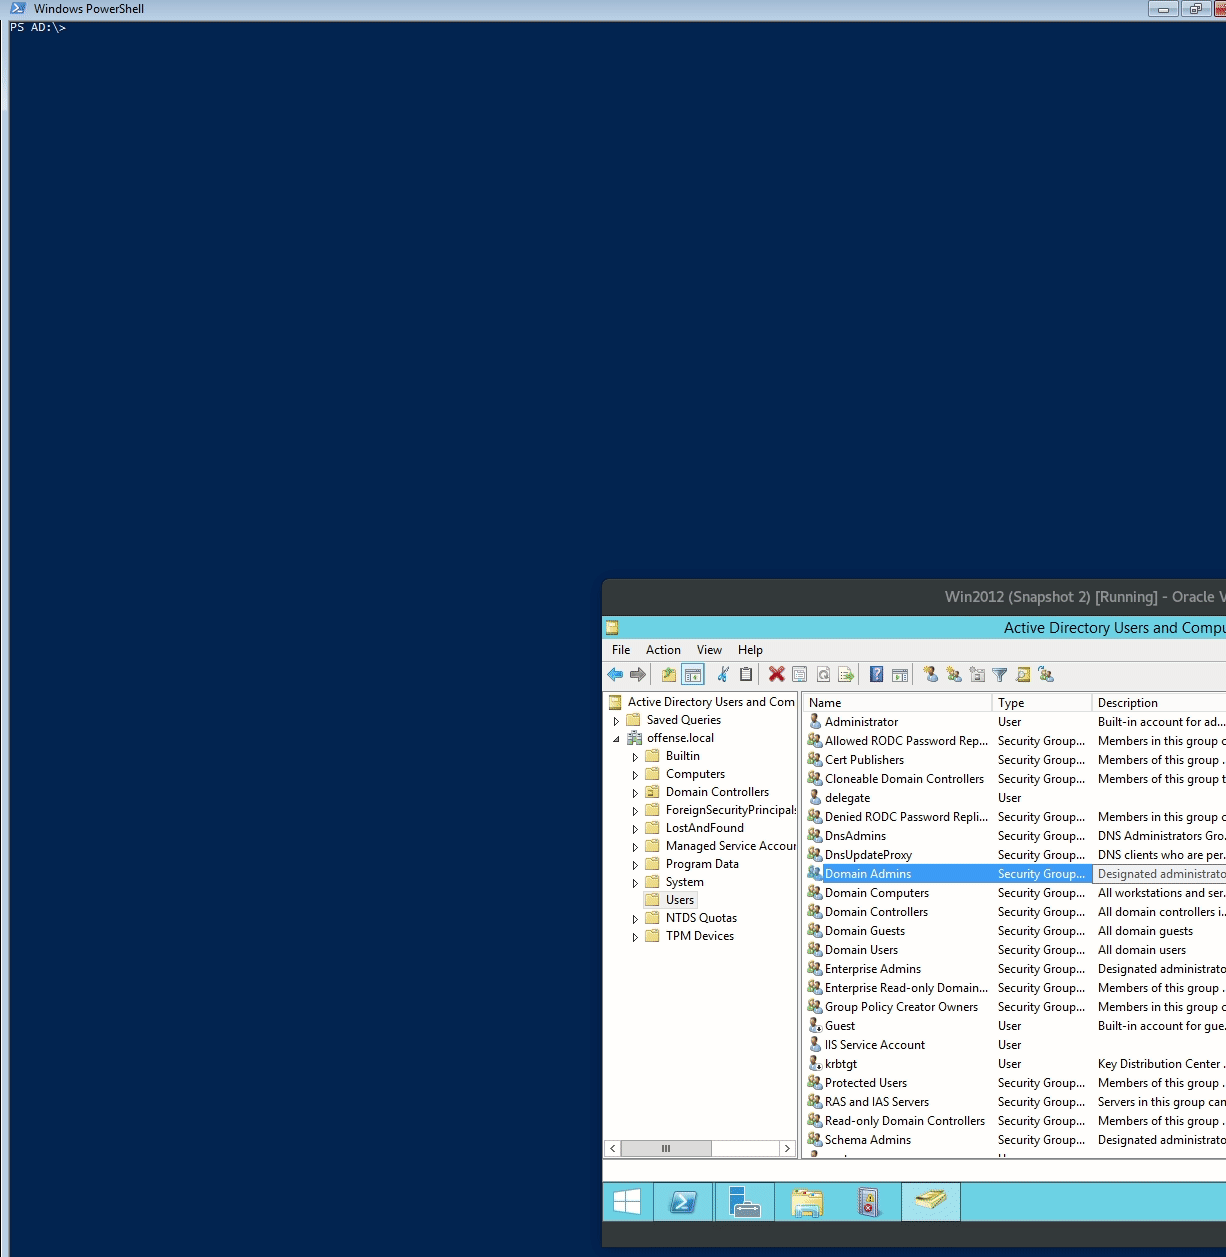 Windows PowerShell
PS AD:\>
Win2012 (Snapshot 2) [Running] - Oracle V
Active Directory Users and Compu
File Action View Help
Active Directory Users and Com
Saved Queries
offense.local
Builtin
Computers
Domain Controllers
ForeignSecurityPrincipals
LostAndFound
Managed Service Accour
Program Data
System
Users
NTDS Quotas
TPM Devices
Name Type Description
Administrator User Built-in account for ad...
Allowed RODC Password Rep... Security Group... Members in this group c
Cert Publishers Security Group... Members of this group .
Cloneable Domain Controllers Security Group... Members of this group t
delegate User
Denied RODC Password Repli... Security Group... Members in this group c
DnsAdmins Security Group... DNS Administrators Gro.
DnsUpdateProxy Security Group... DNS clients who are per.
Domain Admins Security Group... Designated administrato
Domain Computers Security Group... All workstations and ser.
Domain Controllers Security Group... All domain controllers i..
Domain Guests Security Group... All domain guests
Domain Users Security Group... All domain users
Enterprise Admins Security Group... Designated administrato
Enterprise Read-only Domain... Security Group... Members of this group .
Group Policy Creator Owners Security Group... Members in this group c
Guest User Built-in account for gue.
IIS Service Account User
krbtgt User Key Distribution Center .
Protected Users Security Group... Members of this group .
RAS and IAS Servers Security Group... Servers in this group can
Read-only Domain Controllers Security Group... Members of this group .
Schema Admins Security Group... Designated administrato